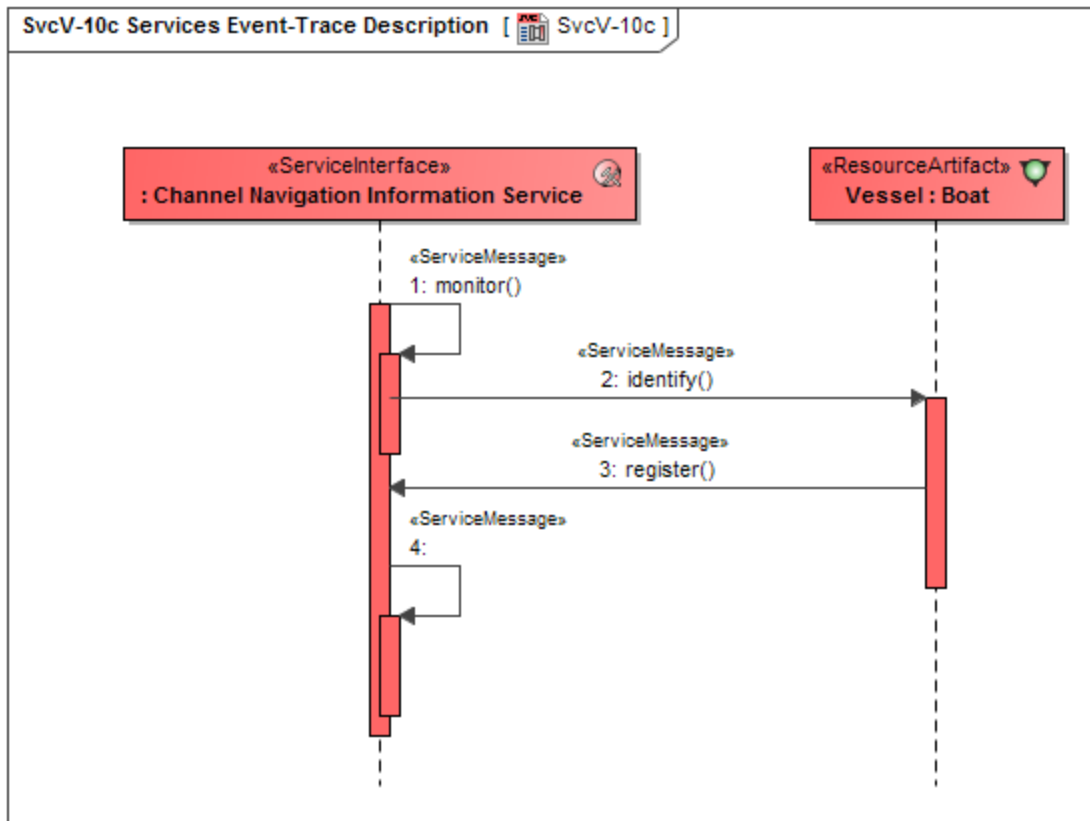 SvcV-10c Services Event-Trace Description [ SvcV-10c ]
«ServiceInterface»
: Channel Navigation Information Service
«ResourceArtifact»
Vessel : Boat
«ServiceMessage»
1: monitor()
«ServiceMessage»
2: identify()
«ServiceMessage»
3: register()
«ServiceMessage»
4: